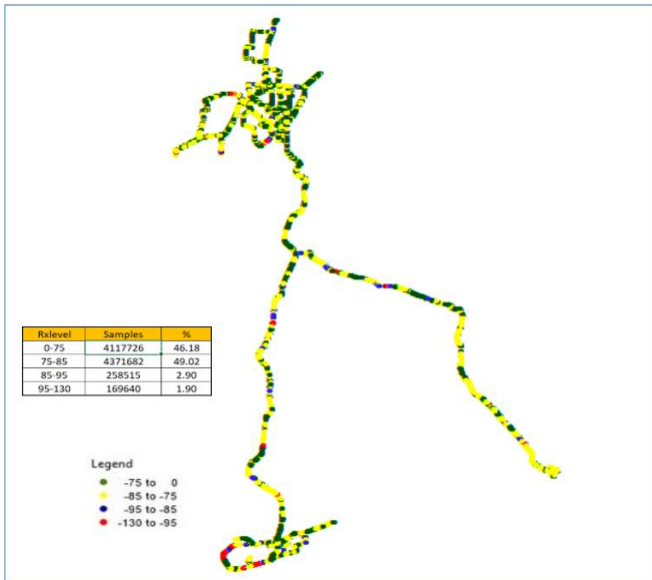 Rxlevel Samples %
0-75 4117726 46.18
75-85 4371682 49.02
85-95 258515 2.90
95-130 169640 1.90
Legend
-75 to 0
-85 to -75
-95 to -85
-130 to -95